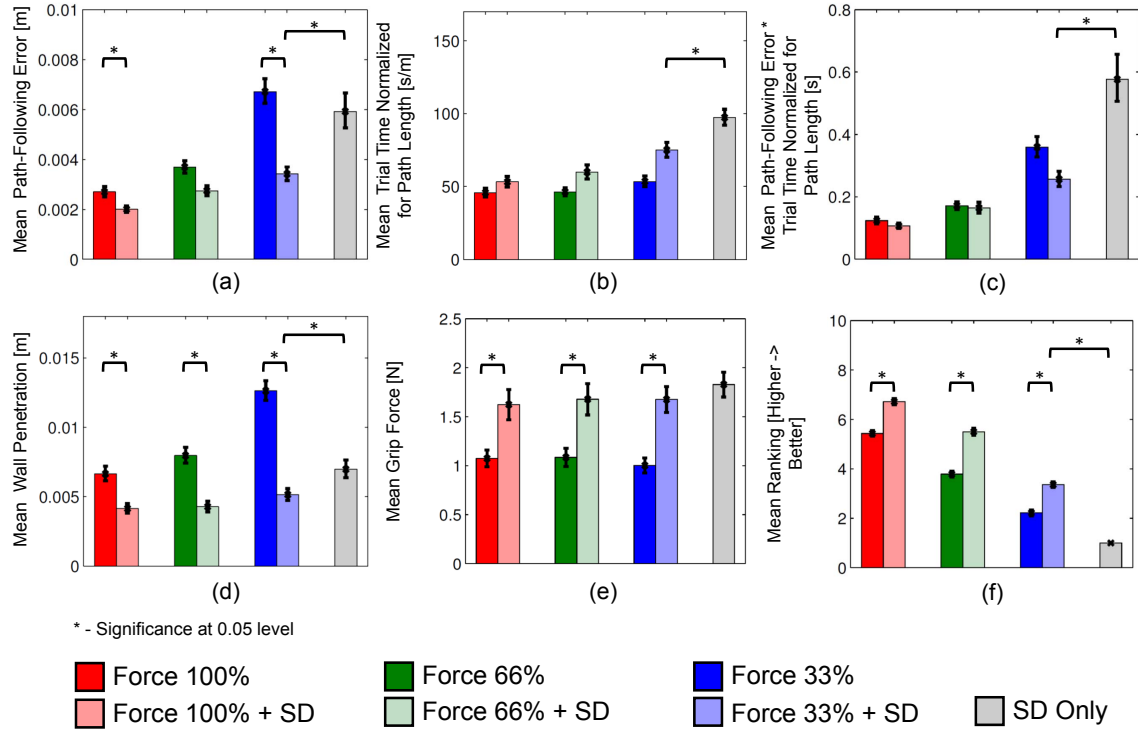 Mean Path-Following Error [m]
0.01
0.008
0.006
0.004
0.002
0
*
*
*
(a)
Mean Trial Time Normalized
for Path Length [s/m]
150
100
50
0
*
(b)
Mean Path-Following Error *
Trial Time Normalized for
Path Length [s]
0.8
0.6
0.4
0.2
0
*
(c)
Mean Wall Penetration [m]
0.015
0.01
0.005
0
*
*
*
*
(d)
Mean Grip Force [N]
2.5
2
1.5
1
0.5
0
*
*
*
(e)
Mean Ranking [Higher ->
Better]
10
8
6
4
2
0
*
*
*
*
(f)
* - Significance at 0.05 level
Force 100%
Force 66%
Force 33%
Force 100% + SD
Force 66% + SD
Force 33% + SD
SD Only